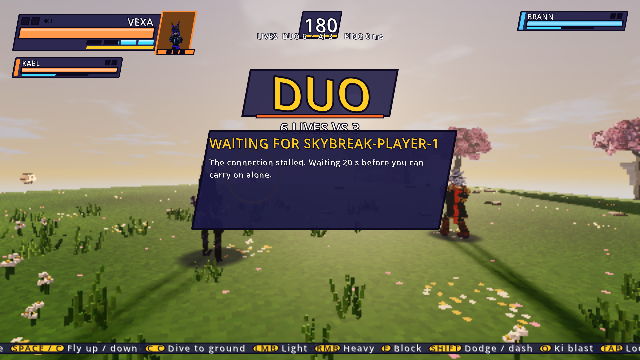 VEXA
180
BRANN
KAEL
DUO
6 LIVES VS 3
WAITING FOR SKYBREAK-PLAYER-1
The connection stalled. Waiting 20 s before you can
carry on alone.
SPACE / C Fly up / down C C Dive to ground LMB Light RMB Heavy F Block SHIFT Dodge / dash Ki blast TAB